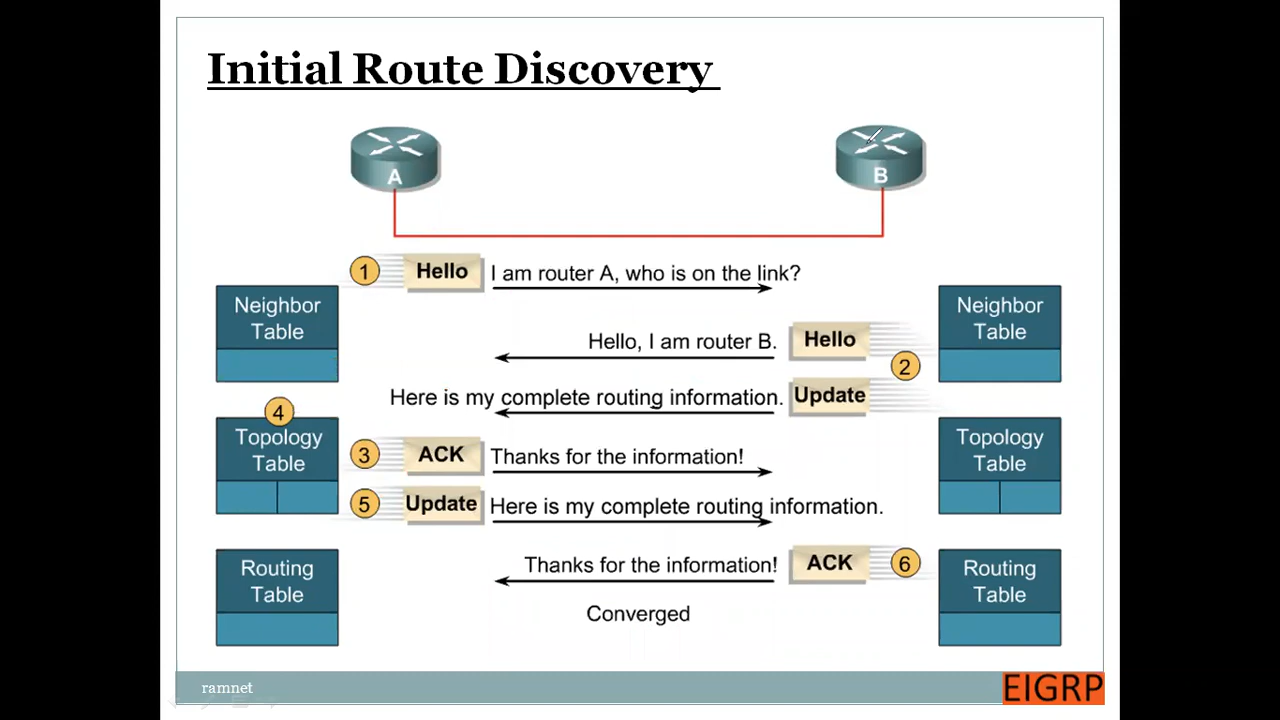 Initial Route Discovery
A
B
1
Hello
I am router A, who is on the link?
Neighbor
Table
Neighbor
Table
Hello, I am router B.
Hello
2
Here is my complete routing information.
Update
4
Topology
Table
Topology
Table
3
ACK
Thanks for the information!
5
Update
Here is my complete routing information.
Routing
Table
Routing
Table
Thanks for the information!
ACK
6
Converged
ramnet
EIGRP